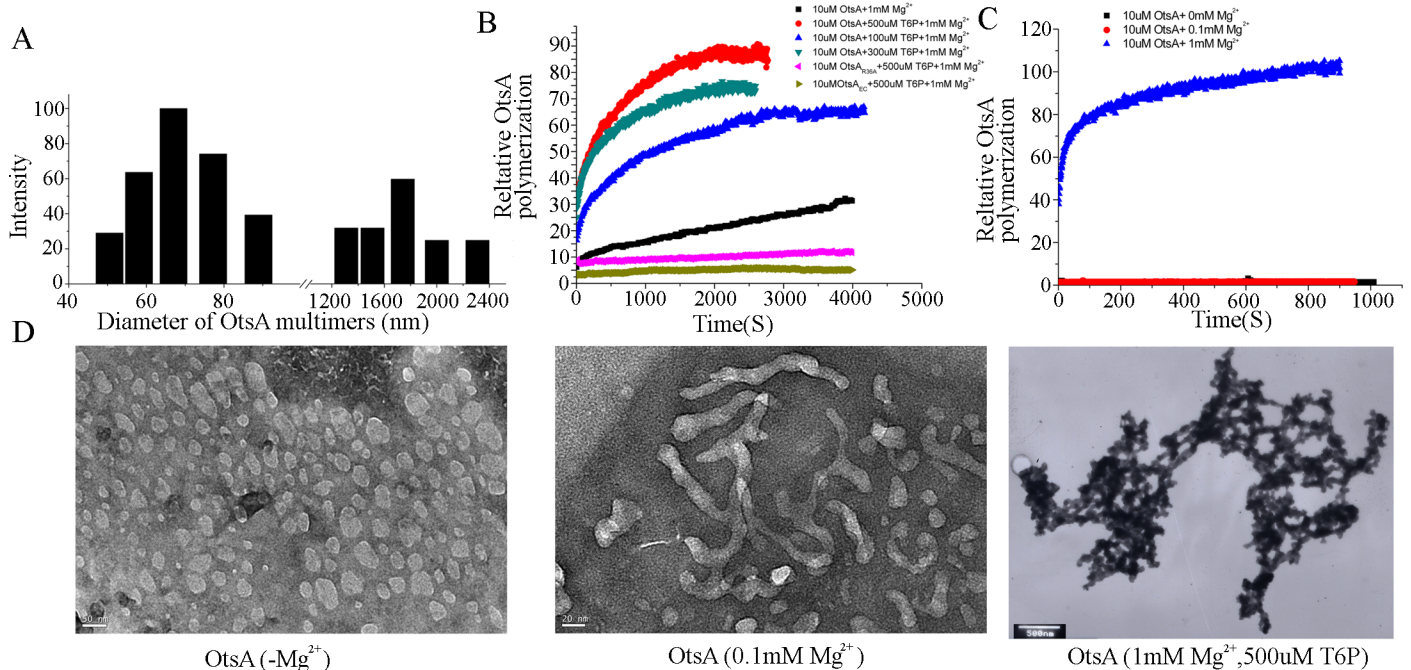 A
Intensity
100
80
60
40
20
0
40
60
80
1200
1600
2000
2400
Diameter of OtsA multimers (nm)
B
10uM OtsA+1mM Mg²⁺
10uM OtsA+500uM T6P+1mM Mg²⁺
10uM OtsA+100uM T6P+1mM Mg²⁺
10uM OtsA+300uM T6P+1mM Mg²⁺
10uM OtsA_R36A+500uM T6P+1mM Mg²⁺
10uMOtsA_EC+500uM T6P+1mM Mg²⁺
Reltative OtsA
polymerization
90
80
70
60
50
40
30
20
10
0
0
1000
2000
3000
4000
5000
Time(S)
C
10uM OtsA+ 0mM Mg²⁺
10uM OtsA+ 0.1mM Mg²⁺
10uM OtsA+ 1mM Mg²⁺
Reltative OtsA
polymerization
120
100
80
60
40
20
0
0
200
400
600
800
1000
Time(S)
D
50 nm
OtsA (-Mg²⁺)
20 nm
OtsA (0.1mM Mg²⁺)
500nm
OtsA (1mM Mg²⁺,500uM T6P)